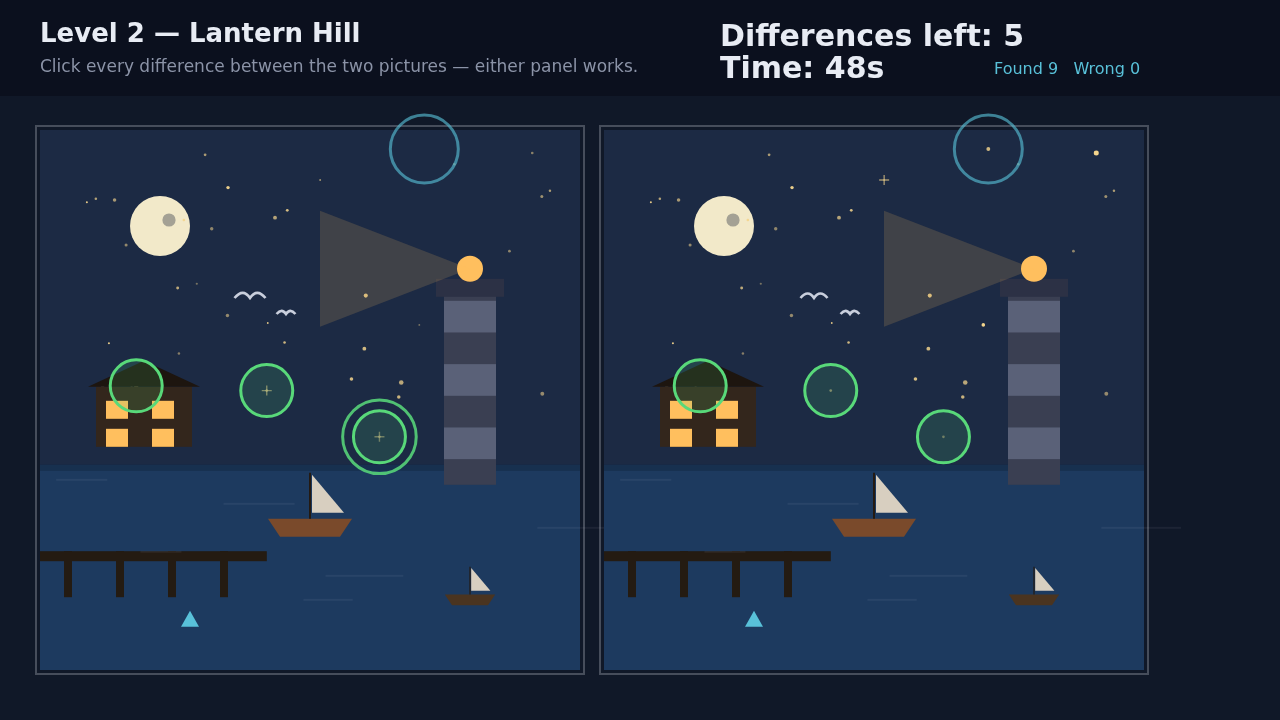 Level 2 — Lantern Hill
Click every difference between the two pictures — either panel works.
Differences left: 5
Time: 48s
Found 9 Wrong 0